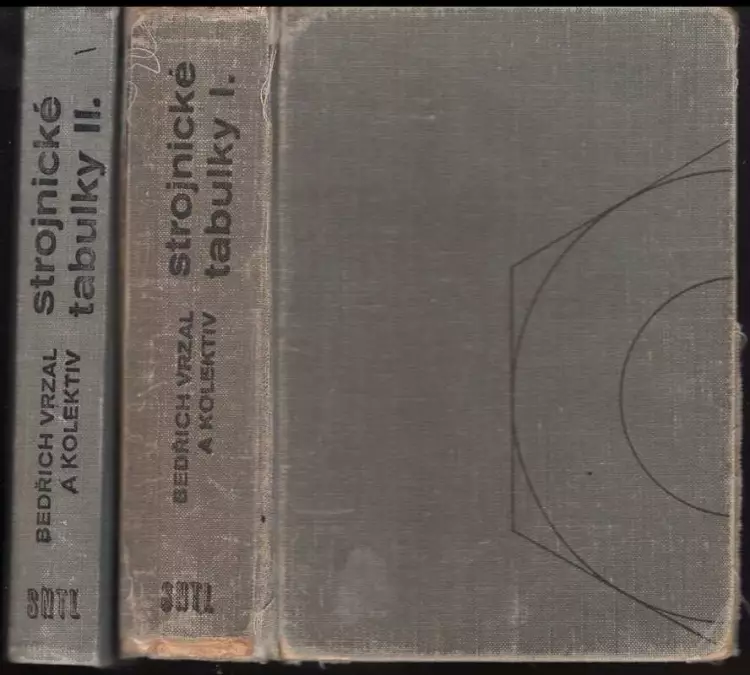 strojnické
tabulky II.
BEDŘICH VRZAL
A KOLEKTIV
SNTL
strojnické
tabulky I.
BEDŘICH VRZAL
A KOLEKTIV
SNTL